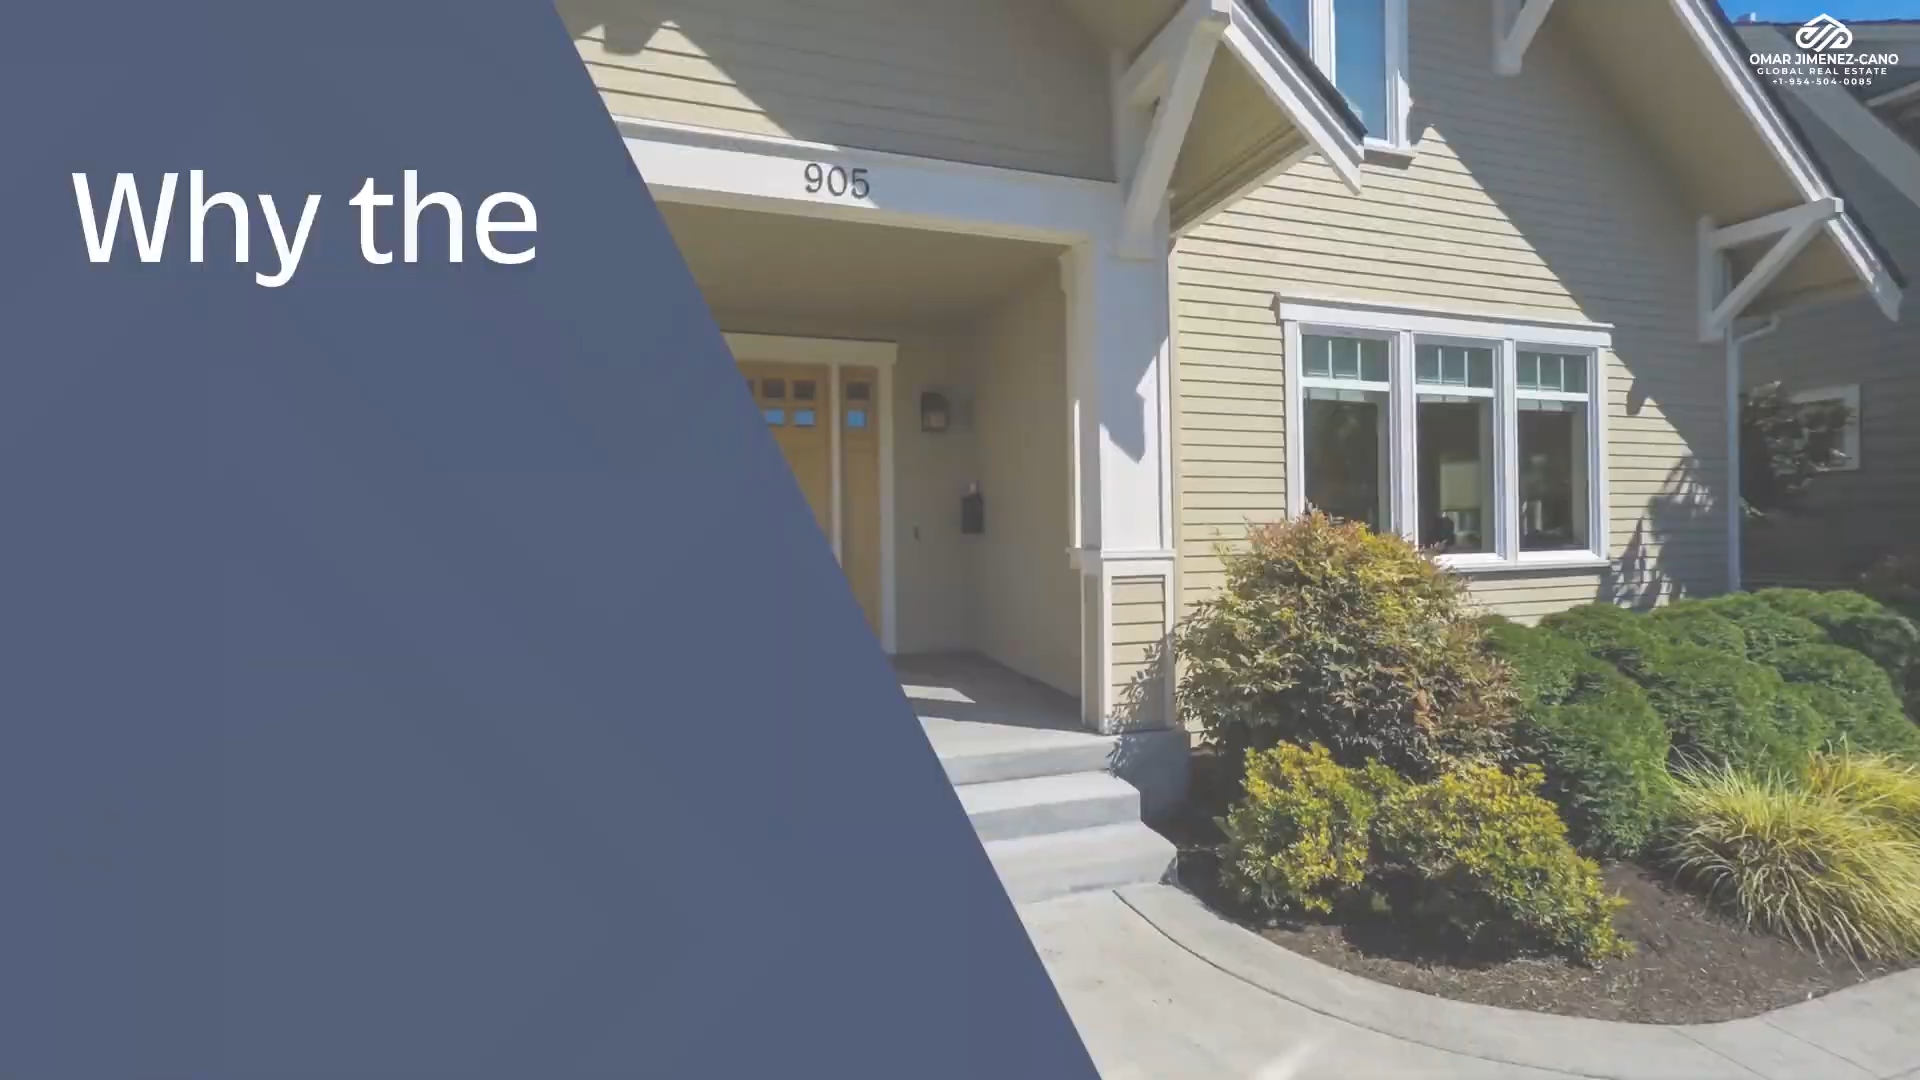 Why the
905
OMAR JIMENEZ-CANO
GLOBAL REAL ESTATE
+1-954-504-0085